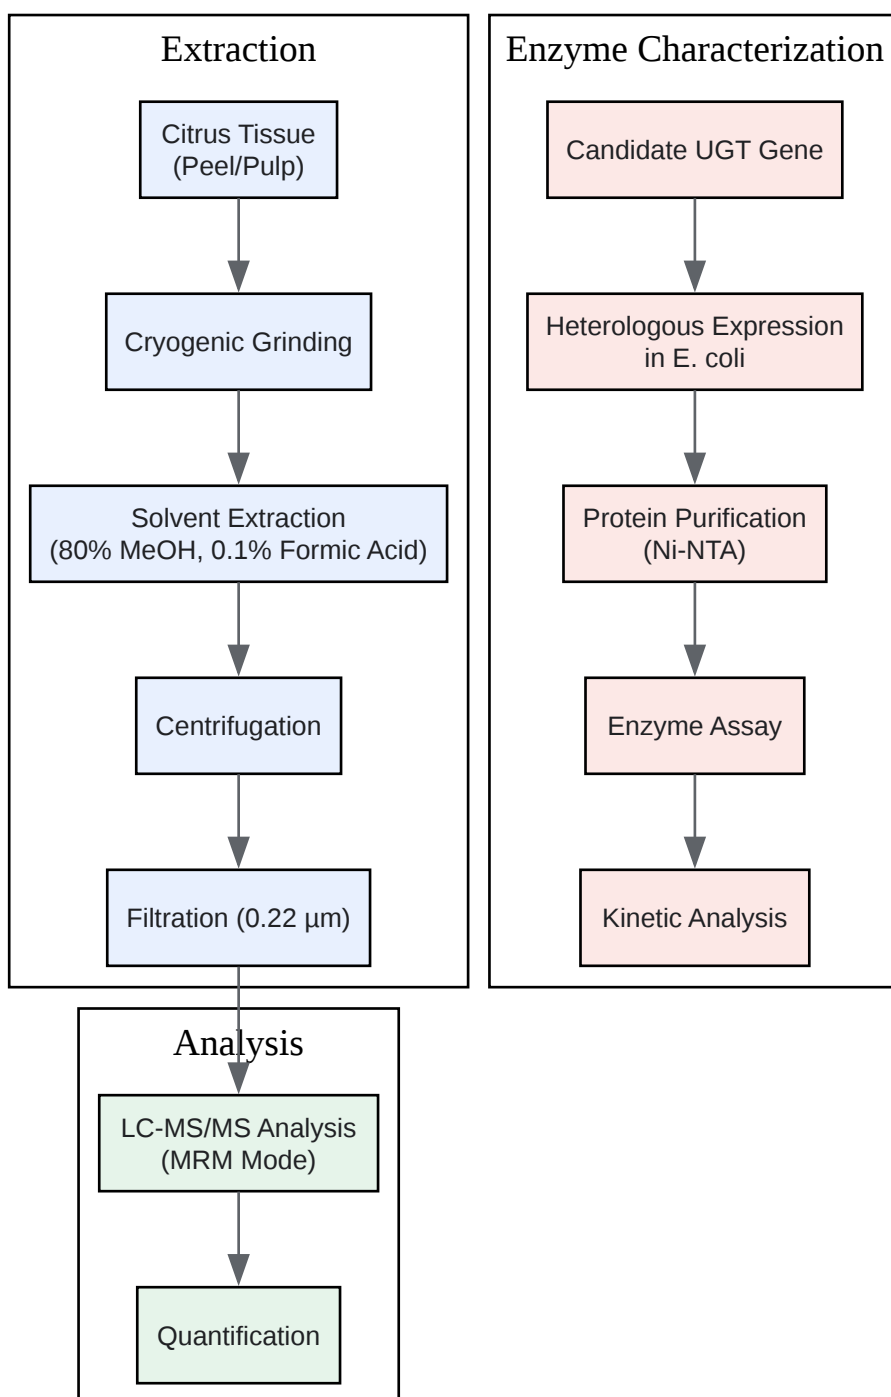 Extraction
Citrus Tissue
(Peel/Pulp)
Cryogenic Grinding
Solvent Extraction
(80% MeOH, 0.1% Formic Acid)
Centrifugation
Filtration (0.22 µm)
Analysis
LC-MS/MS Analysis
(MRM Mode)
Quantification
Enzyme Characterization
Candidate UGT Gene
Heterologous Expression
in E. coli
Protein Purification
(Ni-NTA)
Enzyme Assay
Kinetic Analysis